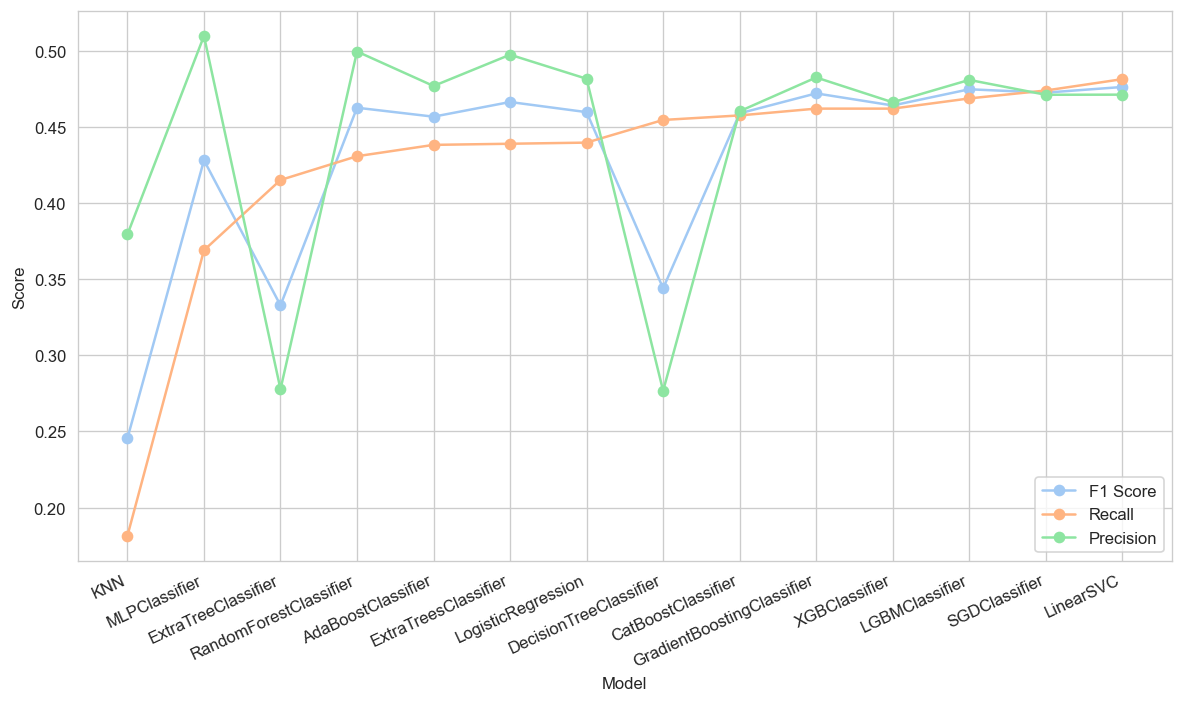 0.50
0.45
0.40
0.35
0.30
0.25
0.20
Score
F1 Score
Recall
Precision
KNN
MLPClassifier
ExtraTreeClassifier
RandomForestClassifier
AdaBoostClassifier
ExtraTreesClassifier
LogisticRegression
DecisionTreeClassifier
CatBoostClassifier
GradientBoostingClassifier
XGBClassifier
LGBMClassifier
SGDClassifier
LinearSVC
Model